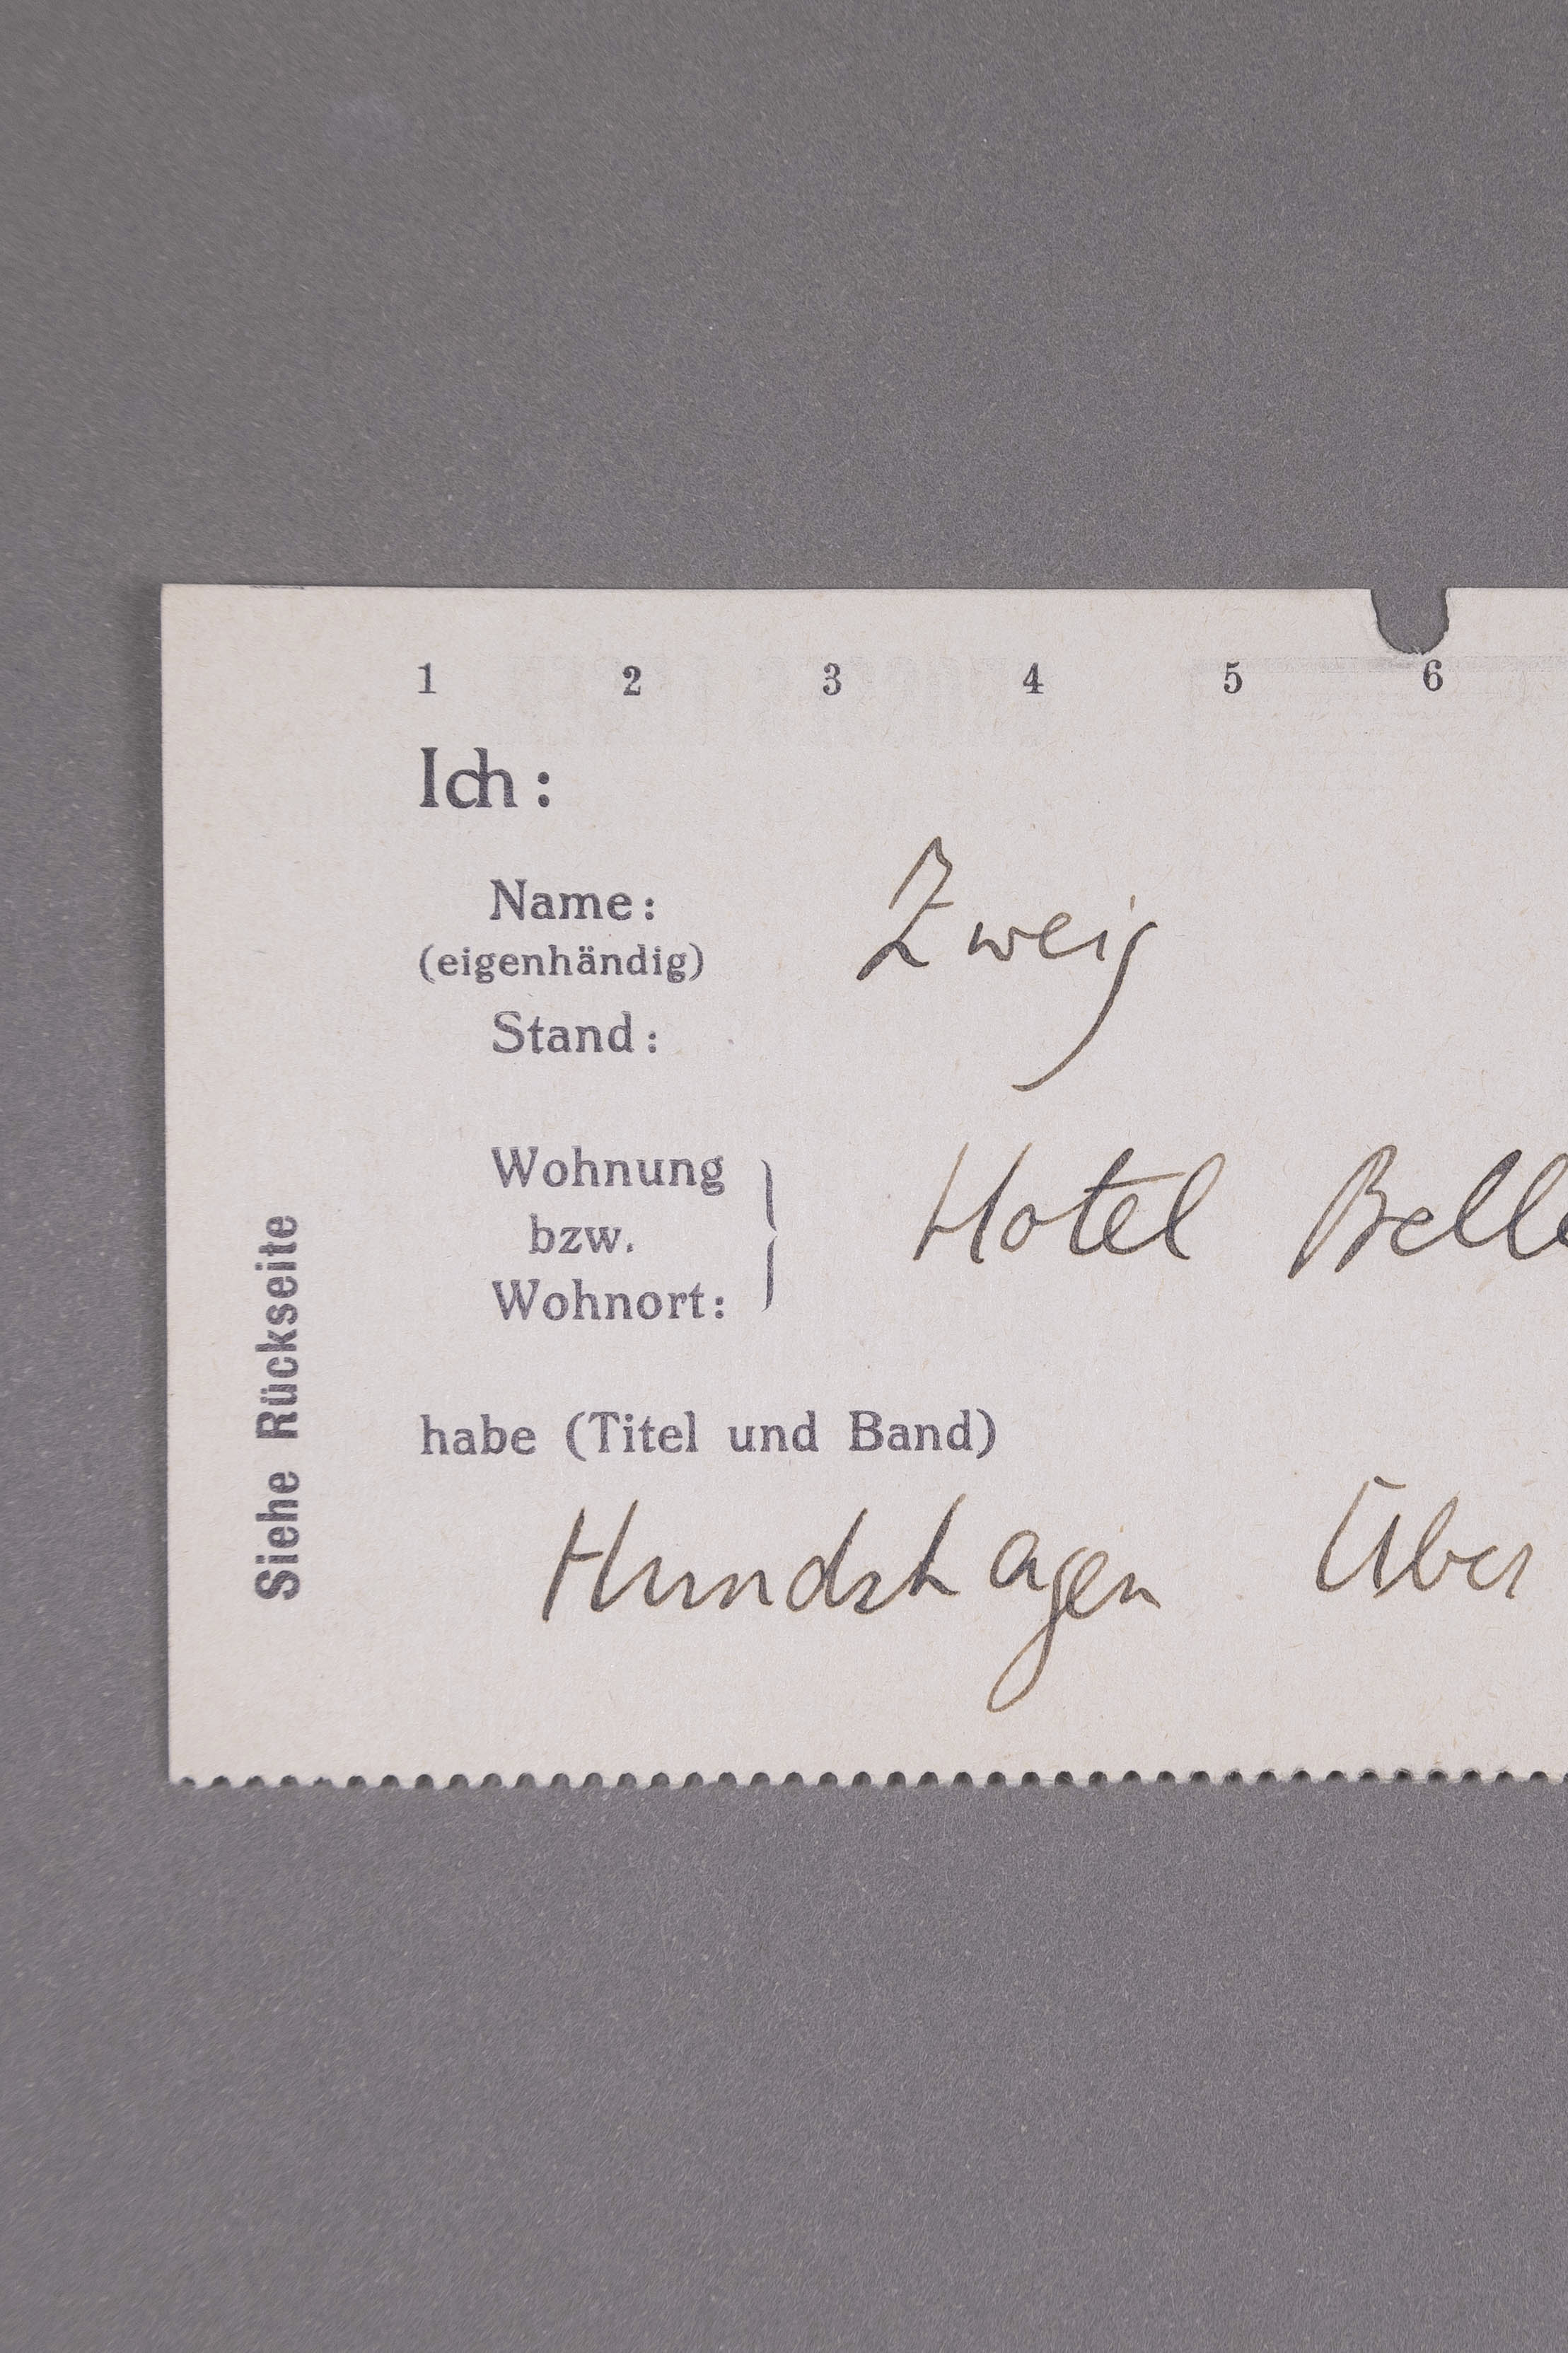 1 2 3 4 5 6
Ich:
Name: Zweig
(eigenhändig)
Stand:
Wohnung
bzw. Hotel Belle
Wohnort:
habe (Titel und Band)
Hundshagen Über
Siehe Rückseite